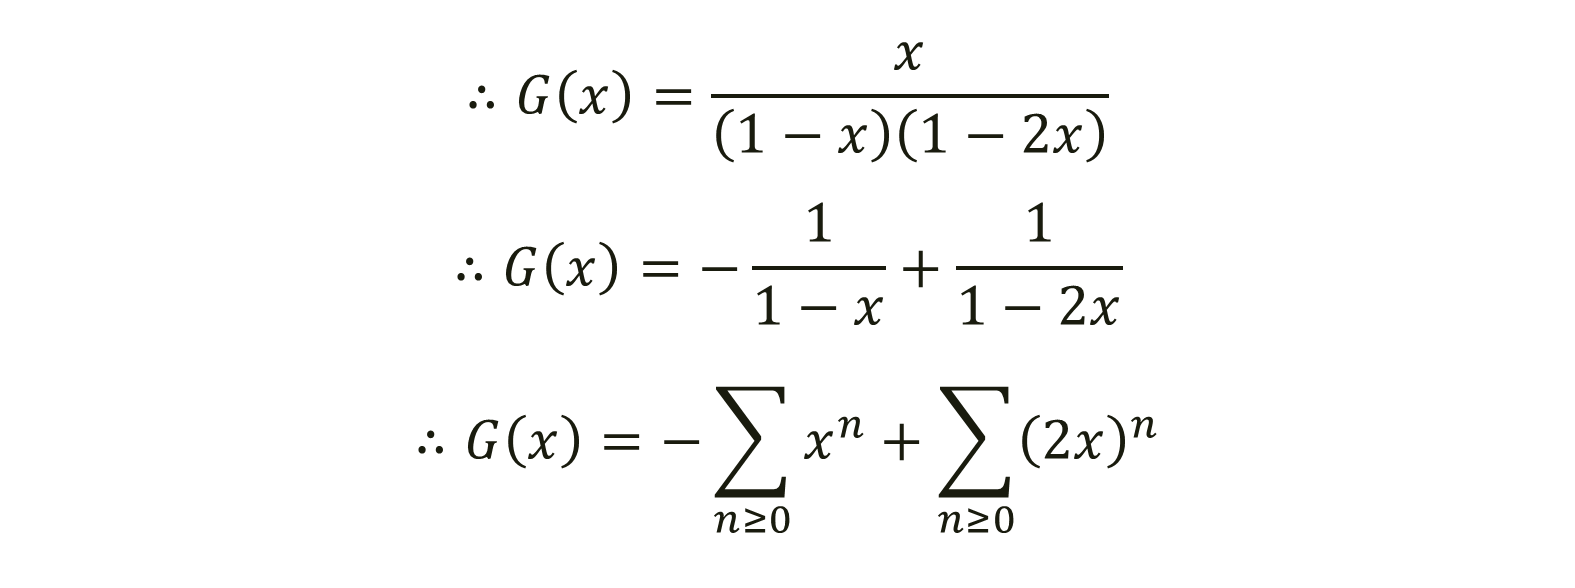 ∴ G(x) = x / ((1 − x)(1 − 2x))
∴ G(x) = − 1 / (1 − x) + 1 / (1 − 2x)
∴ G(x) = − ∑_{n≥0} x^n + ∑_{n≥0} (2x)^n